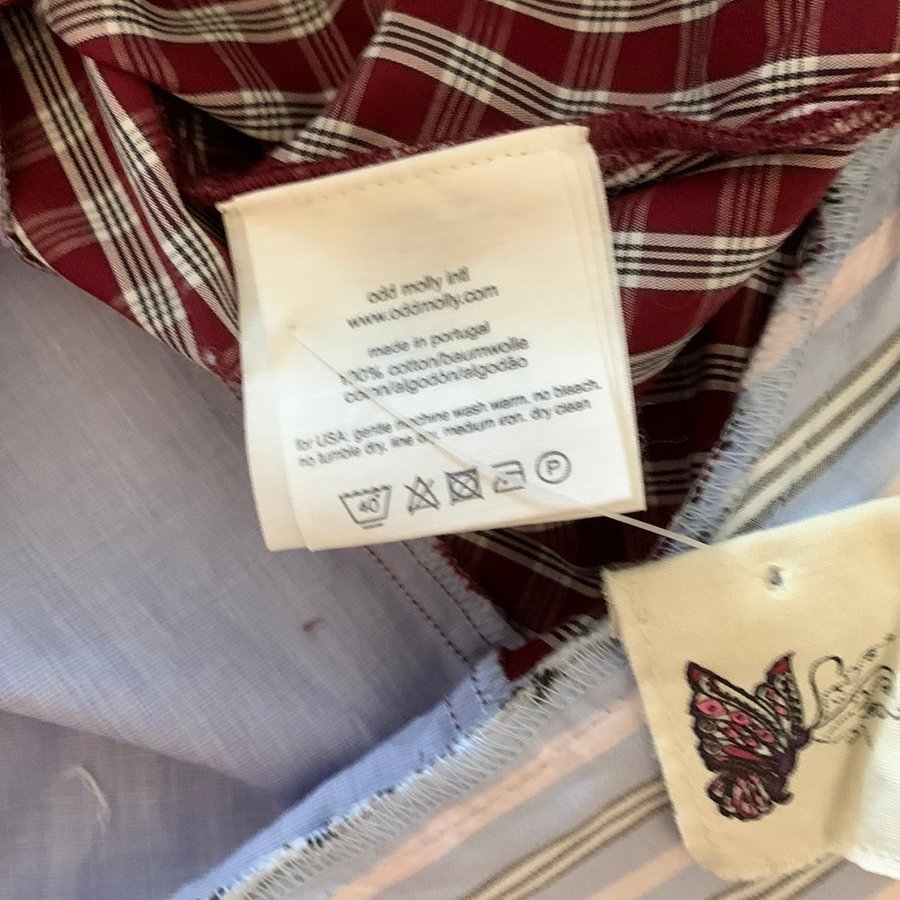 odd molly intl
www.oddmolly.com
made in portugal
100% cotton/baumwolle
coton/algodón/algodão
for USA: gentle machine wash warm, no bleach,
no tumble dry, line dry, medium iron, dry clean
40° P